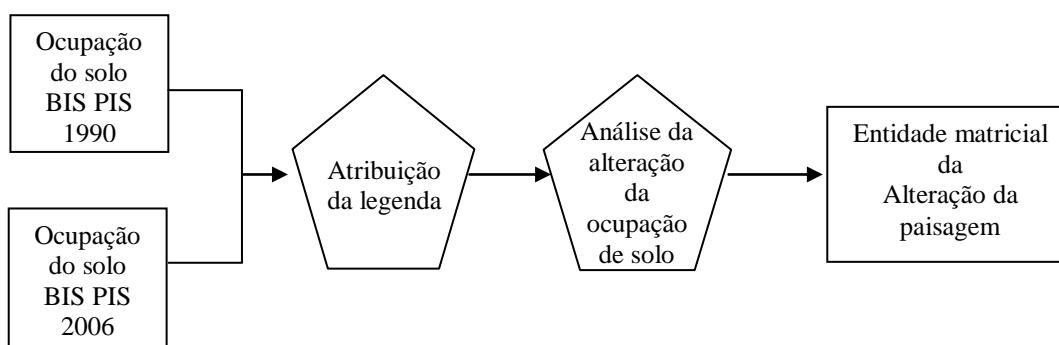 Ocupação
do solo
BIS PIS
1990
Ocupação
do solo
BIS PIS
2006
Atribuição
da legenda
Análise da
alteração
da
ocupação
de solo
Entidade matricial
da
Alteração da
paisagem